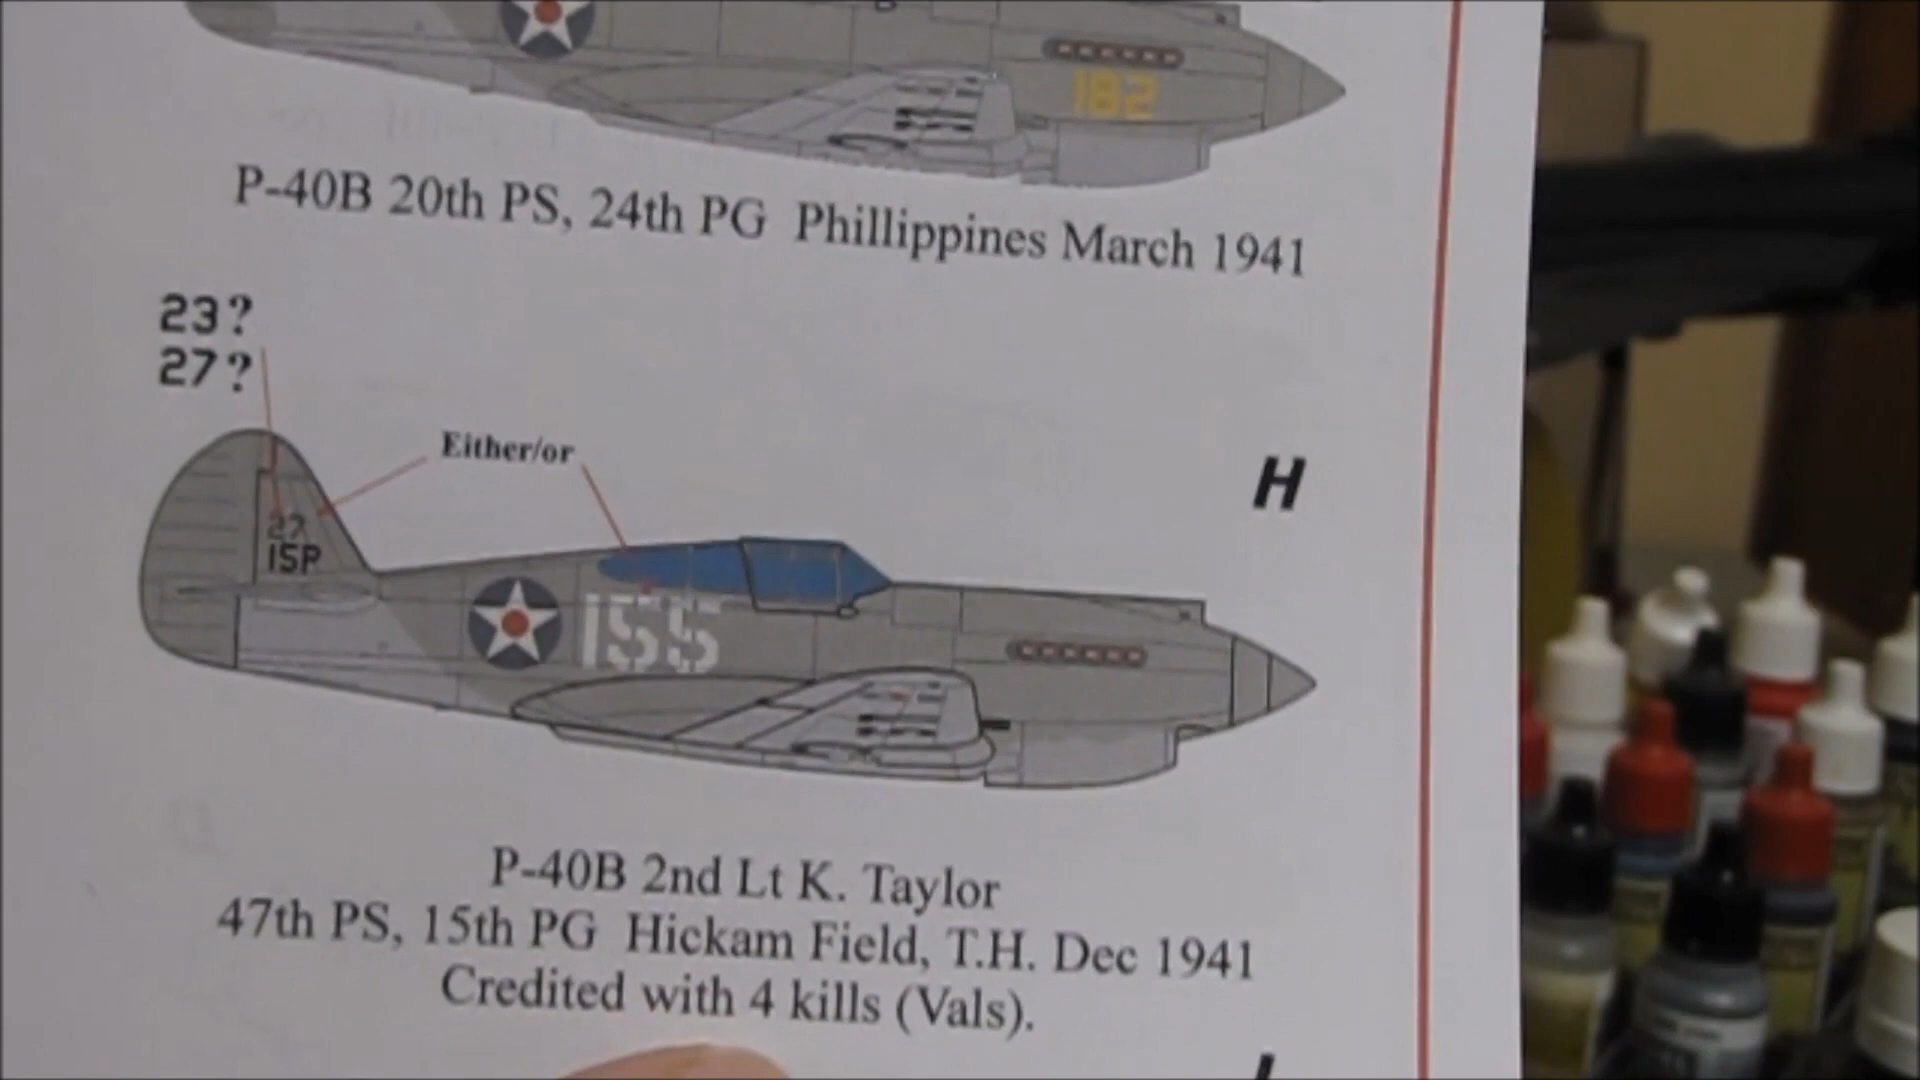 182
P-40B 20th PS, 24th PG Phillippines March 1941
23?
27?
Either/or
H
27
15P
155
P-40B 2nd Lt K. Taylor
47th PS, 15th PG Hickam Field, T.H. Dec 1941
Credited with 4 kills (Vals).